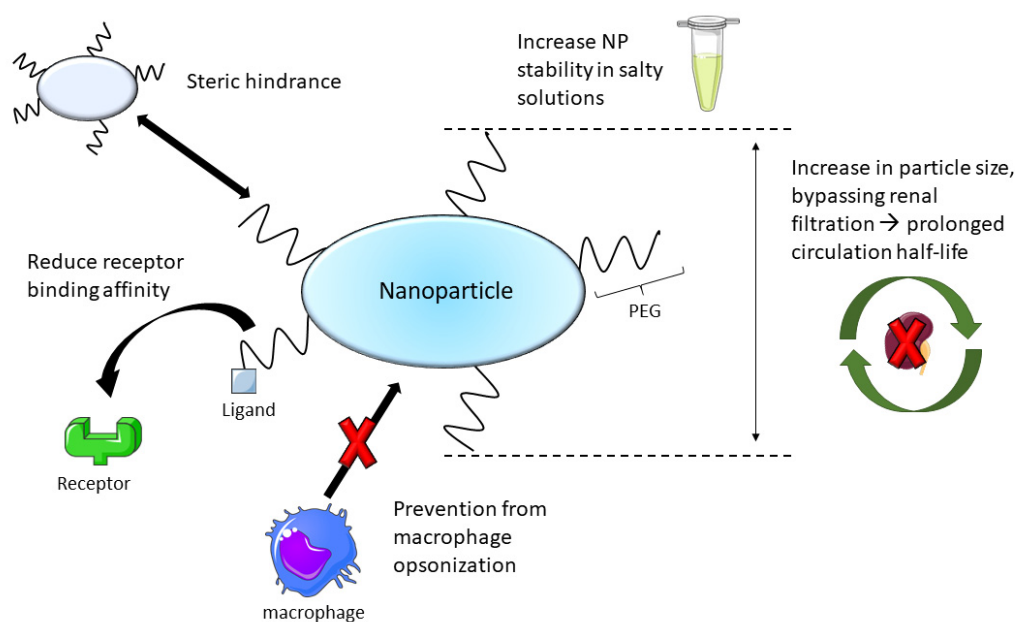 Steric hindrance
Increase NP
stability in salty
solutions
Increase in particle size,
bypassing renal
filtration → prolonged
circulation half-life
Reduce receptor
binding affinity
Nanoparticle
PEG
Ligand
Receptor
Prevention from
macrophage
opsonization
macrophage